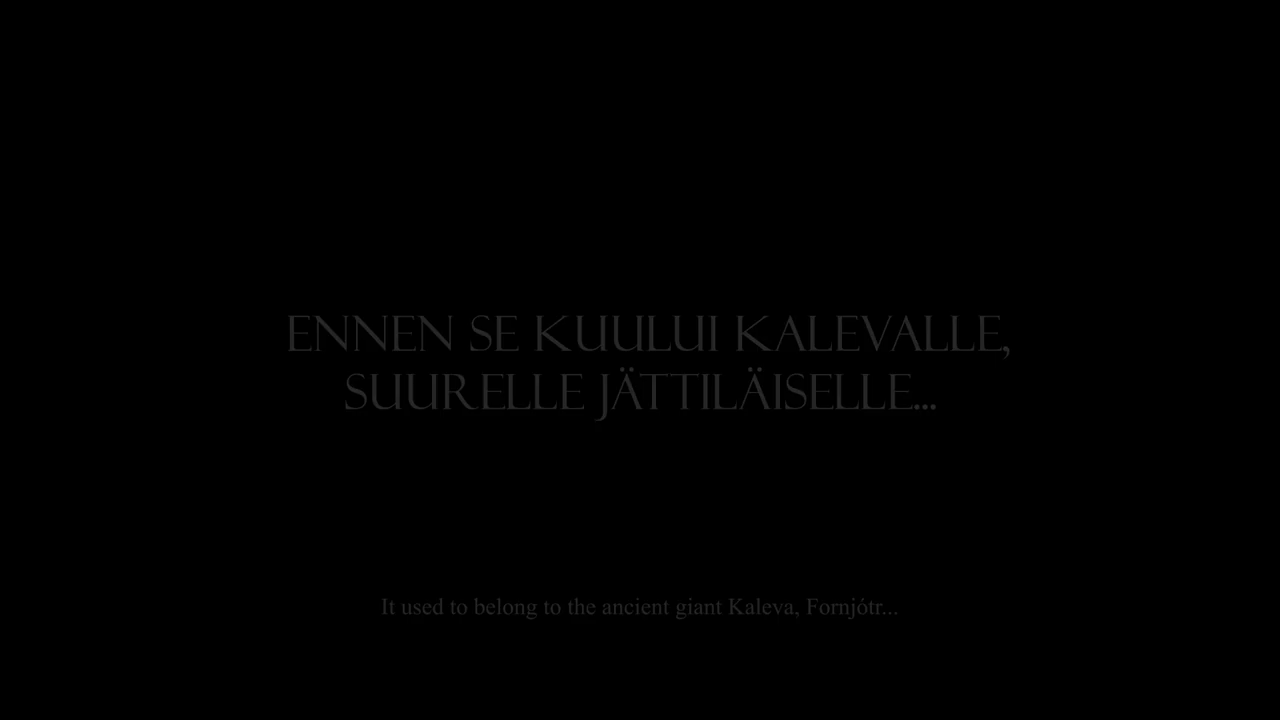 ENNEN SE KUULUI KALEVALLE,
SUURELLE JÄTTILÄISELLE...
It used to belong to the ancient giant Kaleva, Fornjótr...